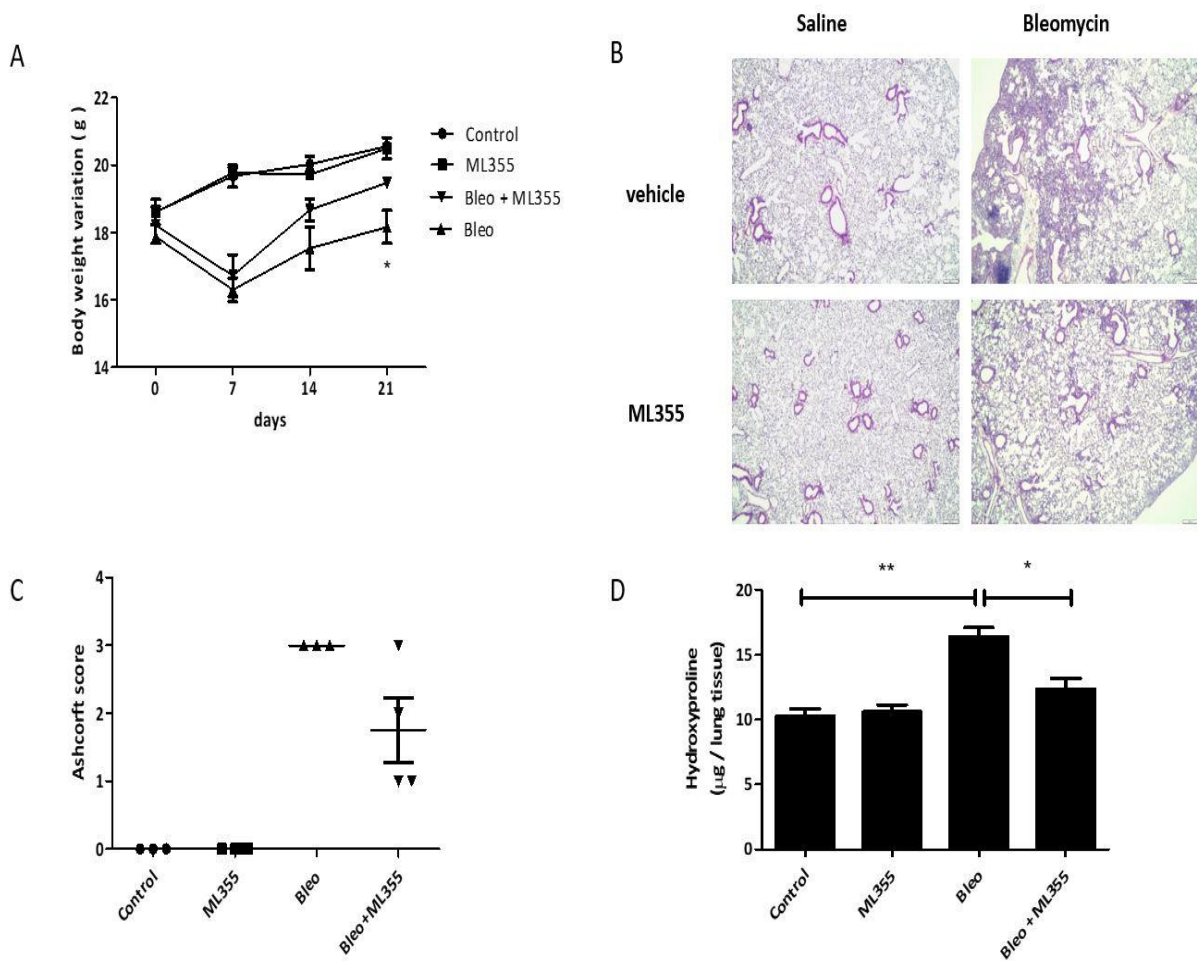 Saline Bleomycin
A
B
Body weight variation ( g )
22
20
18
16
14
0 7 14 21
days
*
Control
ML355
Bleo + ML355
Bleo
vehicle
ML355
C
Ashcorft score
4
3
2
1
0
Control ML355 Bleo Bleo+ML355
D
** *
Hydroxyproline
(µg / lung tissue)
20
15
10
5
0
Control ML355 Bleo Bleo + ML355